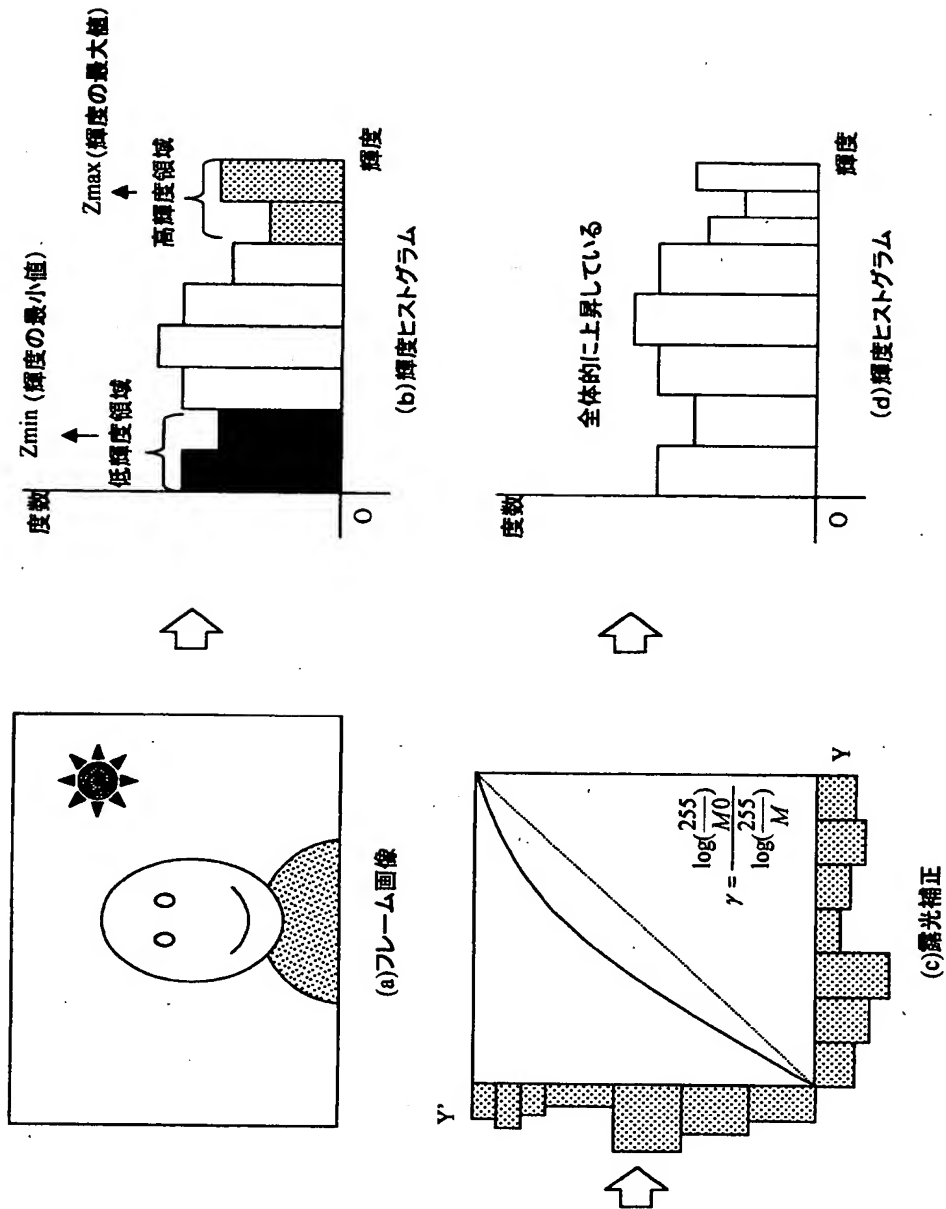 (a)フレーム画像
度数
Zmin (輝度の最小値)
低輝度領域
Zmax (輝度の最大値)
高輝度領域
O
輝度
(b)輝度ヒストグラム
Y'
γ = log(255/M0) / log(255/M)
Y
(c)露光補正
度数
全体的に上昇している
O
輝度
(d)輝度ヒストグラム